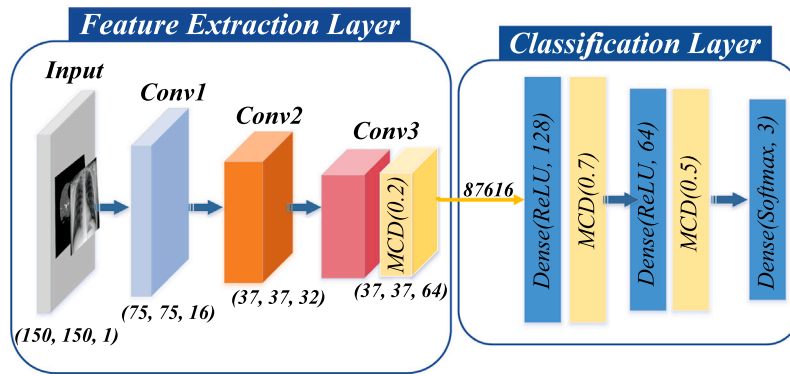 Feature Extraction Layer
Input
Conv1
Conv2
Conv3
MCD(0.2)
(150, 150, 1)
(75, 75, 16)
(37, 37, 32)
(37, 37, 64)
87616
Classification Layer
Dense(ReLU, 128)
MCD(0.7)
Dense(ReLU, 64)
MCD(0.5)
Dense(Softmax, 3)